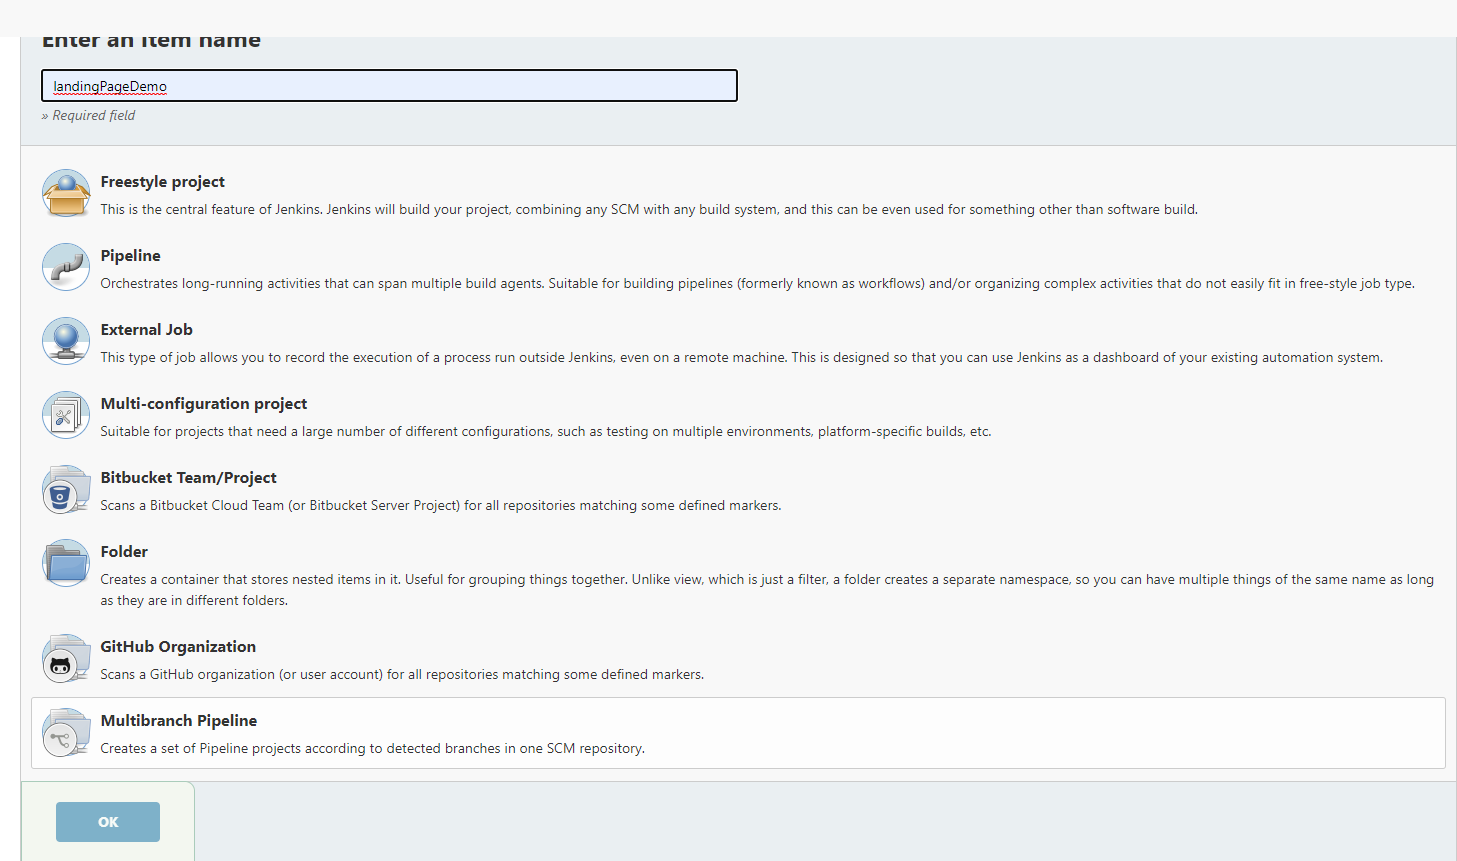 Enter an item name
landingPageDemo
» Required field
Freestyle project
This is the central feature of Jenkins. Jenkins will build your project, combining any SCM with any build system, and this can be even used for something other than software build.
Pipeline
Orchestrates long-running activities that can span multiple build agents. Suitable for building pipelines (formerly known as workflows) and/or organizing complex activities that do not easily fit in free-style job type.
External Job
This type of job allows you to record the execution of a process run outside Jenkins, even on a remote machine. This is designed so that you can use Jenkins as a dashboard of your existing automation system.
Multi-configuration project
Suitable for projects that need a large number of different configurations, such as testing on multiple environments, platform-specific builds, etc.
Bitbucket Team/Project
Scans a Bitbucket Cloud Team (or Bitbucket Server Project) for all repositories matching some defined markers.
Folder
Creates a container that stores nested items in it. Useful for grouping things together. Unlike view, which is just a filter, a folder creates a separate namespace, so you can have multiple things of the same name as long
as they are in different folders.
GitHub Organization
Scans a GitHub organization (or user account) for all repositories matching some defined markers.
Multibranch Pipeline
Creates a set of Pipeline projects according to detected branches in one SCM repository.
OK